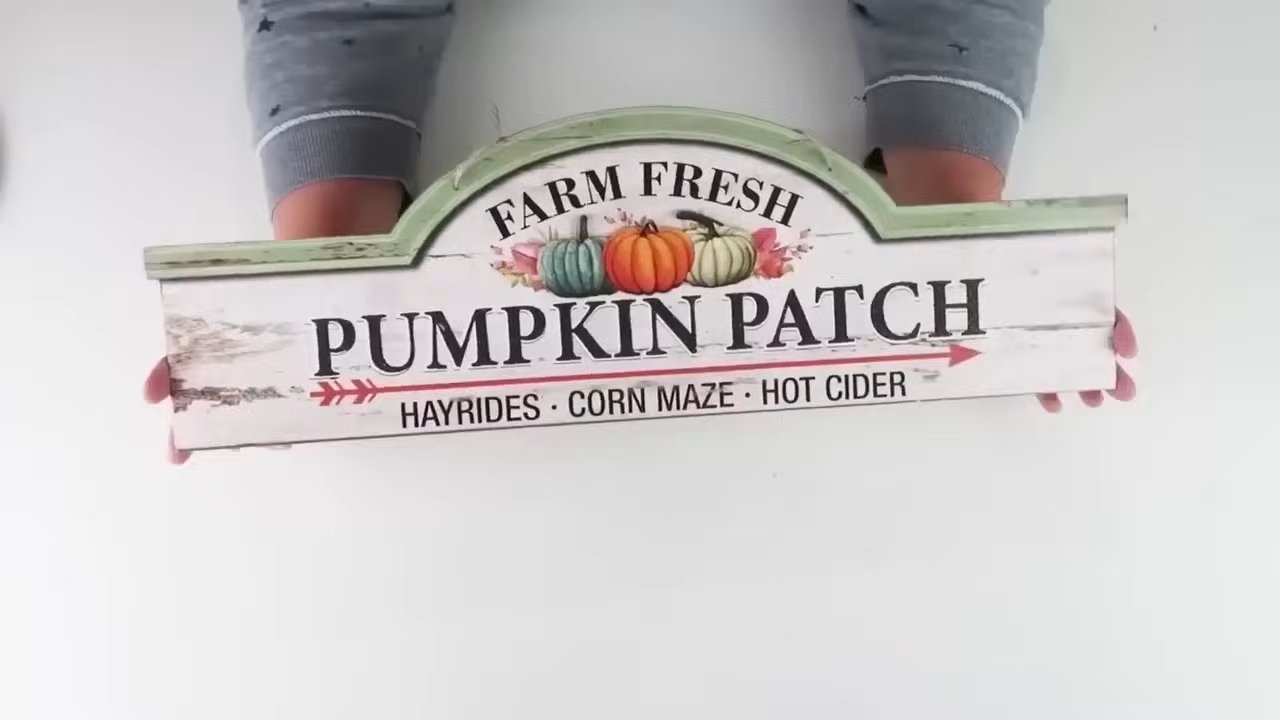 FARM FRESH
PUMPKIN PATCH
HAYRIDES · CORN MAZE · HOT CIDER